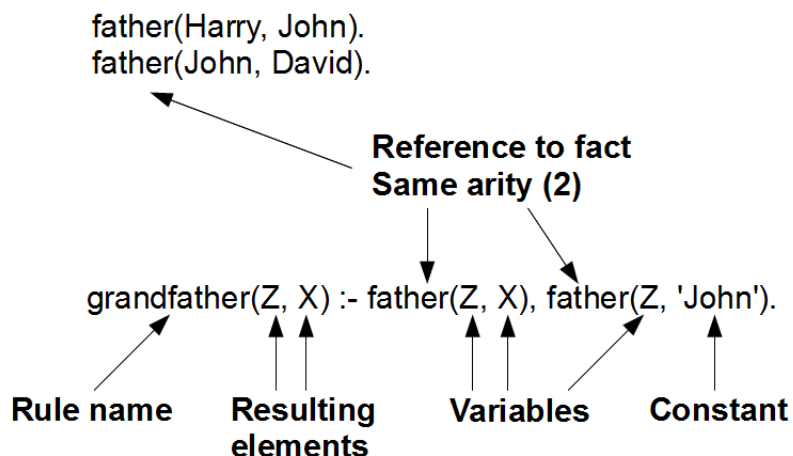 father(Harry, John).
father(John, David).
Reference to fact
Same arity (2)
grandfather(Z, X) :- father(Z, X), father(Z, 'John').
Rule name
Resulting
elements
Variables
Constant